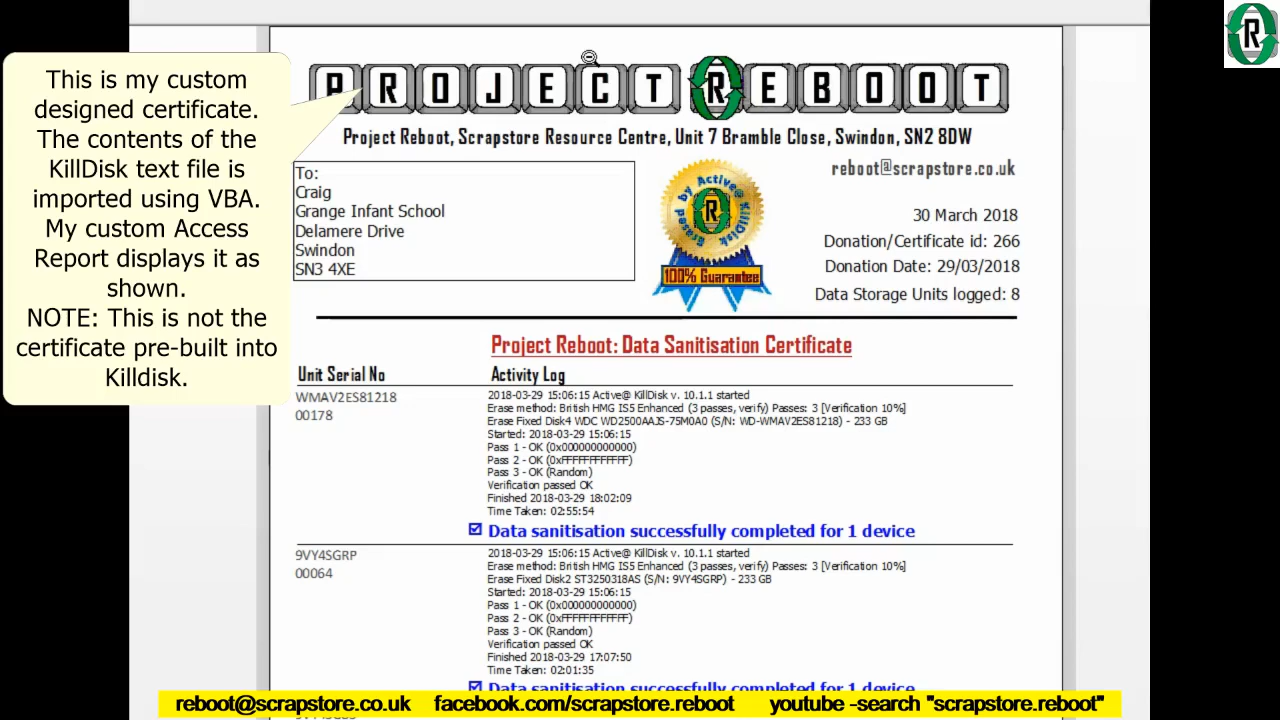 This is my custom
designed certificate.
The contents of the
KillDisk text file is
imported using VBA.
My custom Access
Report displays it as
shown.
NOTE: This is not the
certificate pre-built into
Killdisk.
R
PROJECT REBOOT
Project Reboot, Scrapstore Resource Centre, Unit 7 Bramble Close, Swindon, SN2 8DW
To:
Craig
Grange Infant School
Delamere Drive
Swindon
SN3 4XE
Erased by Active@ KillDisk
R
100% Guarantee
reboot@scrapstore.co.uk
30 March 2018
Donation/Certificate id: 266
Donation Date: 29/03/2018
Data Storage Units logged: 8
Project Reboot: Data Sanitisation Certificate
Unit Serial No
Activity Log
WMAV2ES81218
00178
2018-03-29 15:06:15 Active@ KillDisk v. 10.1.1 started
Erase method: British HMG IS5 Enhanced (3 passes, verify) Passes: 3 [Verification 10%]
Erase Fixed Disk4 WDC WD2500AAJS-75M0A0 (S/N: WD-WMAV2ES81218) - 233 GB
Started: 2018-03-29 15:06:15
Pass 1 - OK (0x000000000000)
Pass 2 - OK (0xFFFFFFFFFFFF)
Pass 3 - OK (Random)
Verification passed OK
Finished 2018-03-29 18:02:09
Time Taken: 02:55:54
Data sanitisation successfully completed for 1 device
9VY4SGRP
00064
2018-03-29 15:06:15 Active@ KillDisk v. 10.1.1 started
Erase method: British HMG IS5 Enhanced (3 passes, verify) Passes: 3 [Verification 10%]
Erase Fixed Disk2 ST3250318AS (S/N: 9VY4SGRP) - 233 GB
Started: 2018-03-29 15:06:15
Pass 1 - OK (0x000000000000)
Pass 2 - OK (0xFFFFFFFFFFFF)
Pass 3 - OK (Random)
Verification passed OK
Finished 2018-03-29 17:07:50
Time Taken: 02:01:35
Data sanitisation successfully completed for 1 device
reboot@scrapstore.co.uk facebook.com/scrapstore.reboot youtube -search "scrapstore.reboot"